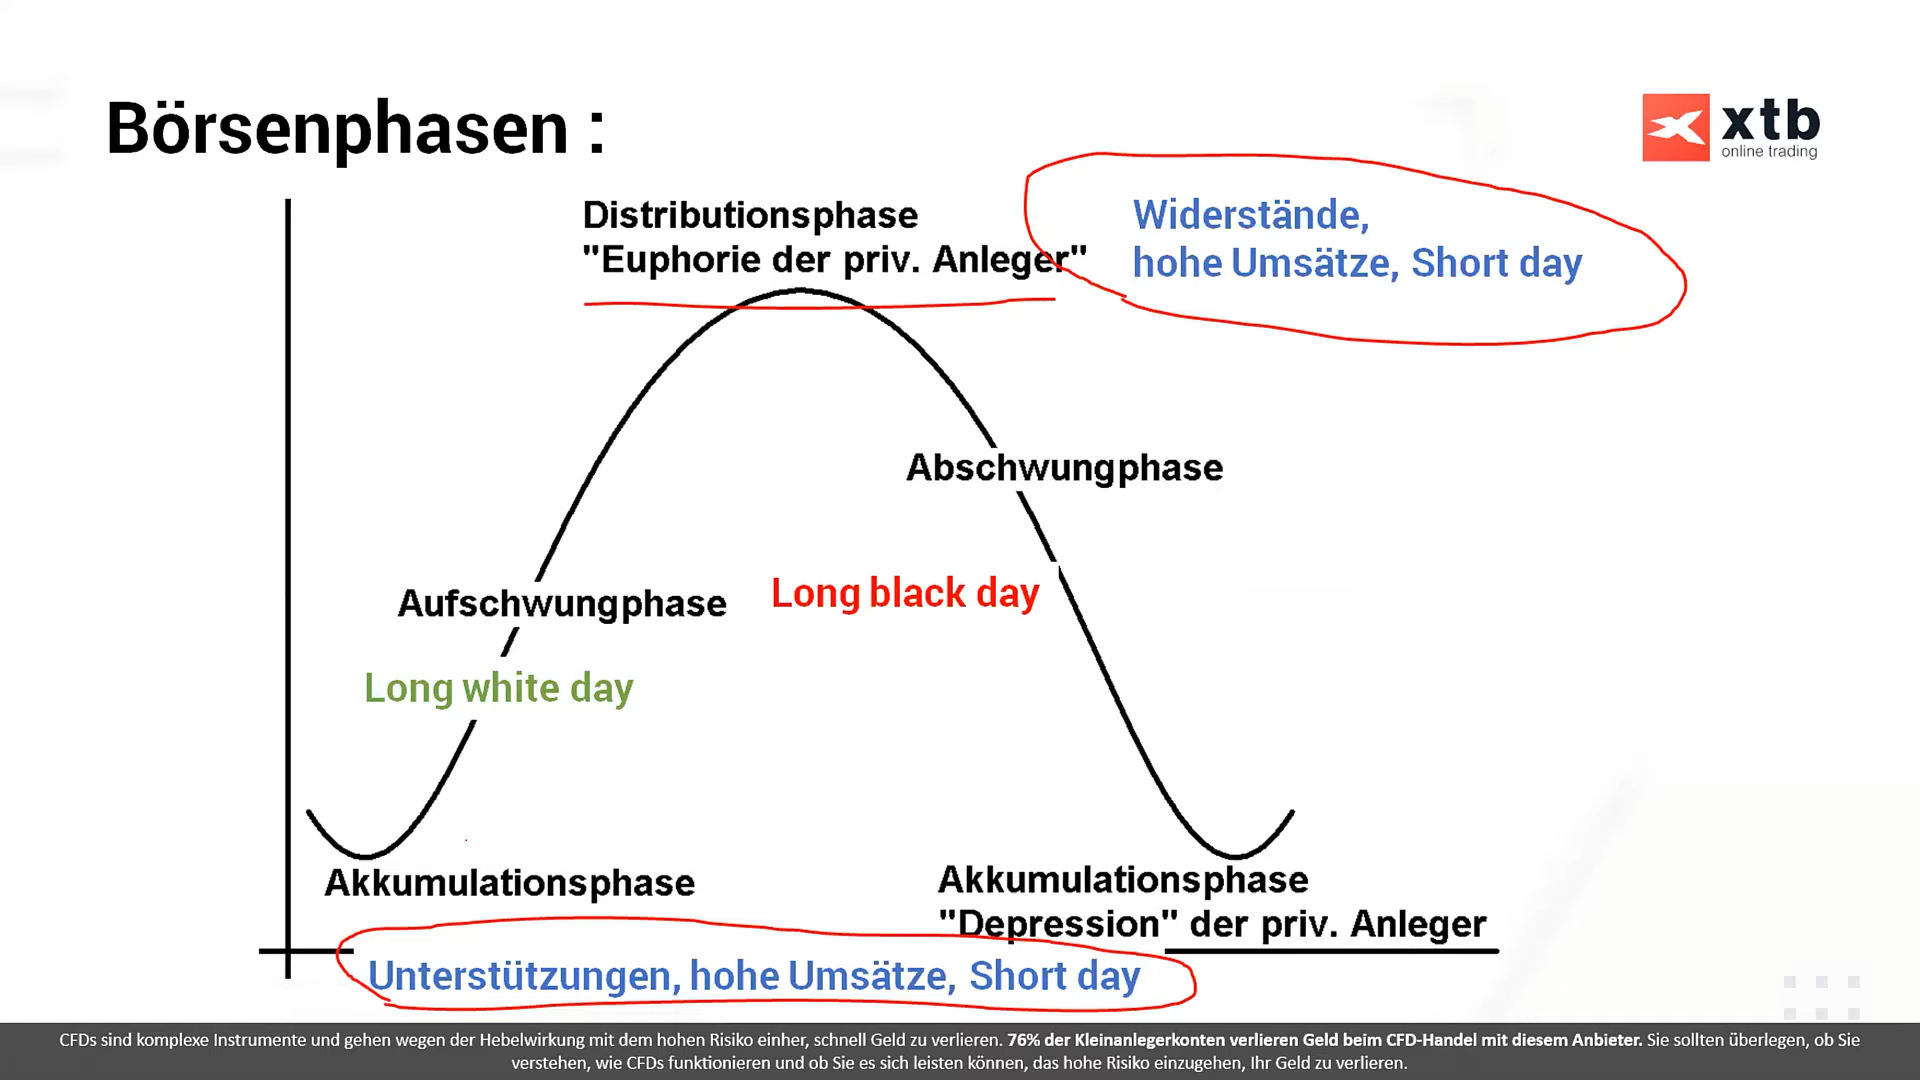 Börsenphasen :
xtb
online trading
Distributionsphase
"Euphorie der priv. Anleger"
Widerstände,
hohe Umsätze, Short day
Abschwungphase
Aufschwungphase
Long black day
Long white day
Akkumulationsphase
Akkumulationsphase
"Depression" der priv. Anleger
Unterstützungen, hohe Umsätze, Short day
CFDs sind komplexe Instrumente und gehen wegen der Hebelwirkung mit dem hohen Risiko einher, schnell Geld zu verlieren. 76% der Kleinanlegerkonten verlieren Geld beim CFD-Handel mit diesem Anbieter. Sie sollten überlegen, ob Sie
verstehen, wie CFDs funktionieren und ob Sie es sich leisten können, das hohe Risiko einzugehen, Ihr Geld zu verlieren.